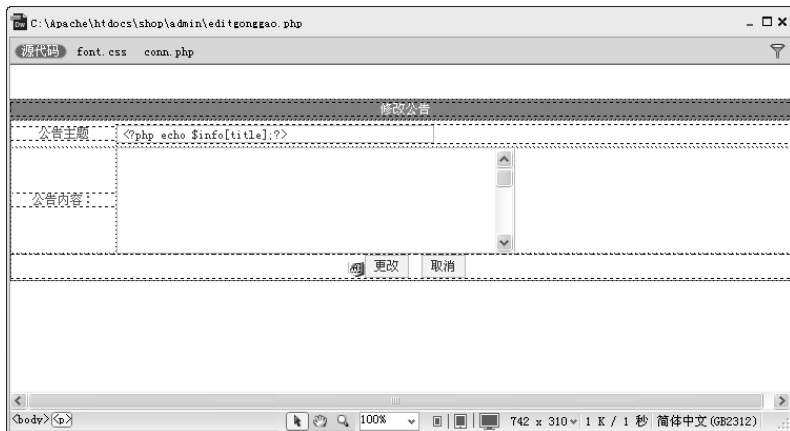 Dw C:\Apache\htdocs\shop\admin\editgonggao.php
源代码 font.css conn.php
修改公告
公告主题 <?php echo $info[title];?>
公告内容：
更改 取消
<body> <p> 100% 742 x 310 1 K / 1 秒 简体中文(GB2312)